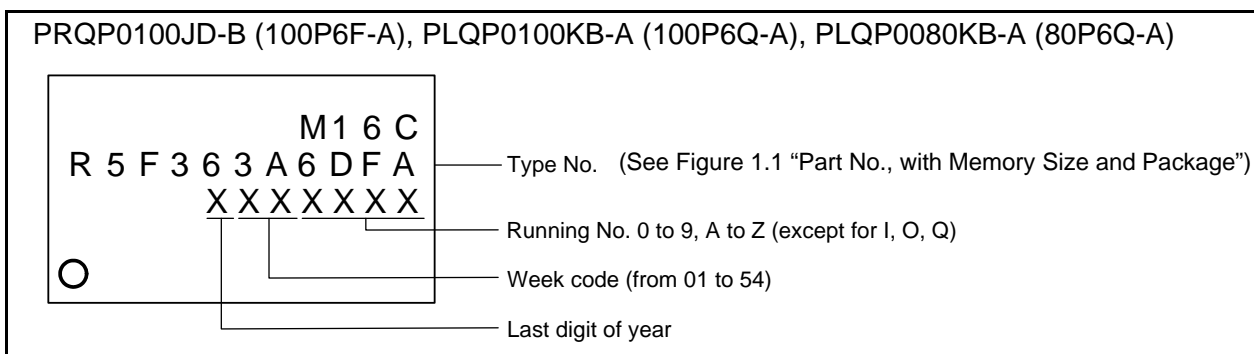 PRQP0100JD-B (100P6F-A), PLQP0100KB-A (100P6Q-A), PLQP0080KB-A (80P6Q-A)
M16C
R5F363A6DFA
Type No. (See Figure 1.1 “Part No., with Memory Size and Package”)
XXXXXXX
Running No. 0 to 9, A to Z (except for I, O, Q)
Week code (from 01 to 54)
Last digit of year